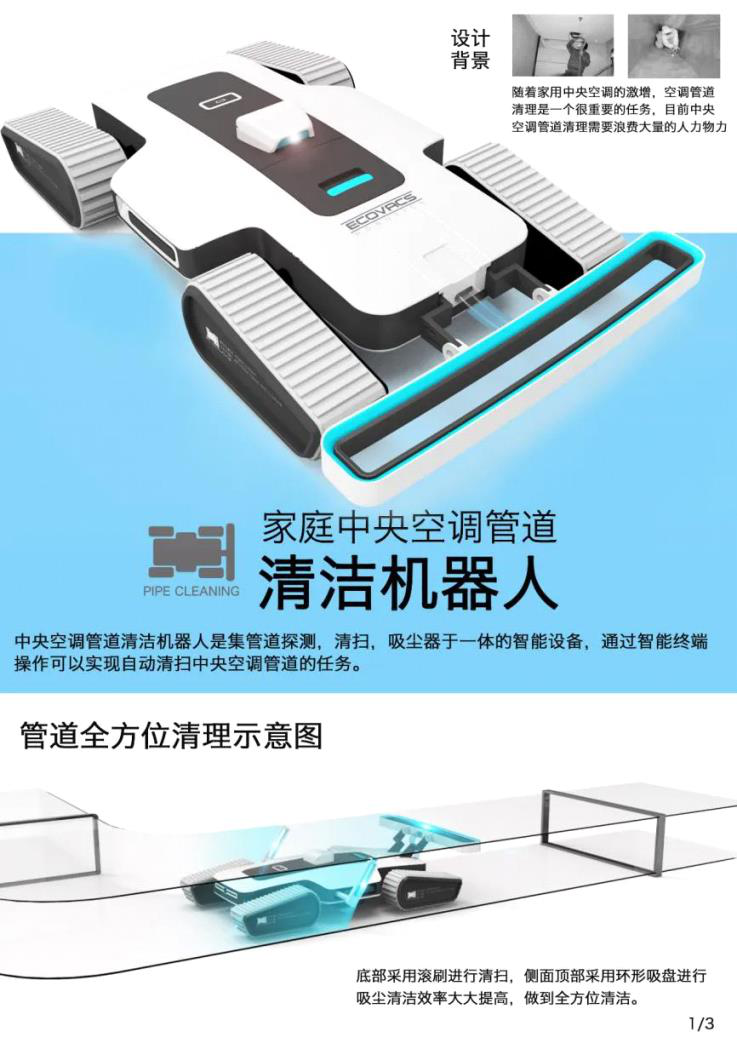 设计
背景
随着家用中央空调的激增，空调管道
清理是一个很重要的任务，目前中央
空调管道清理需要浪费大量的人力物力
ECOVACS
家庭中央空调管道
清洁机器人
PIPE CLEANING
中央空调管道清洁机器人是集管道探测，清扫，吸尘器于一体的智能设备，通过智能终端
操作可以实现自动清扫中央空调管道的任务。
管道全方位清理示意图
底部采用滚刷进行清扫，侧面顶部采用环形吸盘进行
吸尘清洁效率大大提高，做到全方位清洁。
1/3